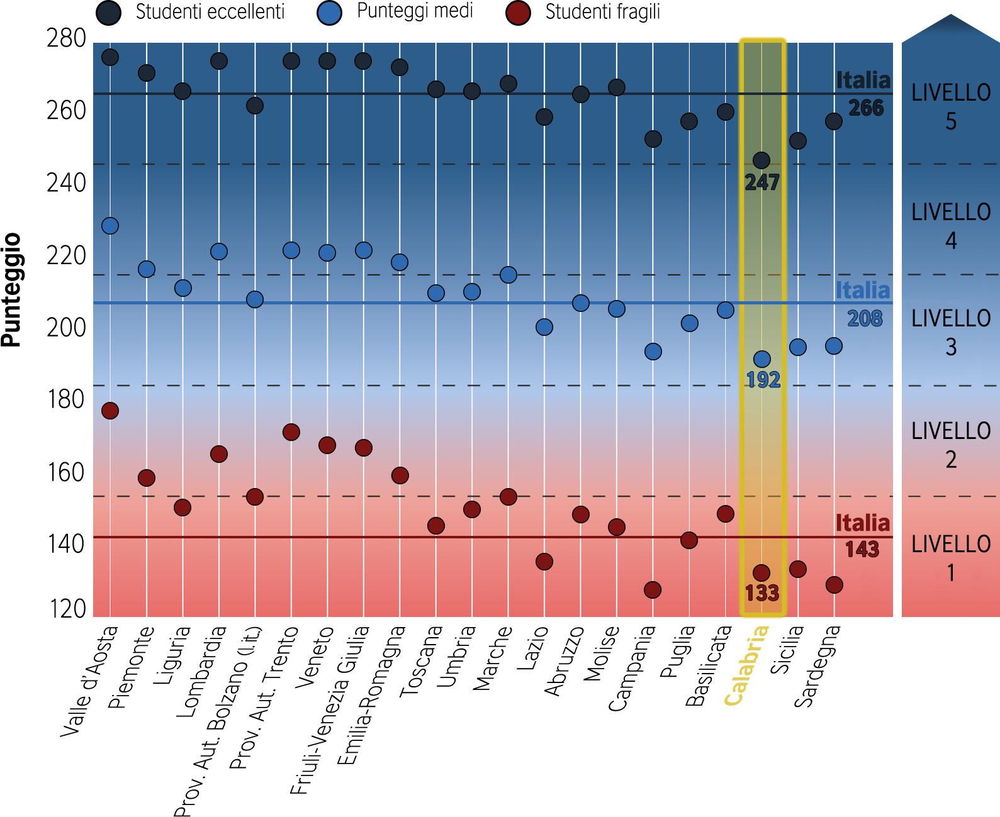 Studenti eccellenti
Punteggi medi
Studenti fragili
Punteggio
280
260
240
220
200
180
160
140
120
Italia
266
247
Italia
208
192
Italia
143
133
LIVELLO
5
LIVELLO
4
LIVELLO
3
LIVELLO
2
LIVELLO
1
Valle d'Aosta
Piemonte
Liguria
Lombardia
Prov. Aut. Bolzano (l.it.)
Prov. Aut. Trento
Veneto
Friuli-Venezia Giulia
Emilia-Romagna
Toscana
Umbria
Marche
Lazio
Abruzzo
Molise
Campania
Puglia
Basilicata
Calabria
Sicilia
Sardegna